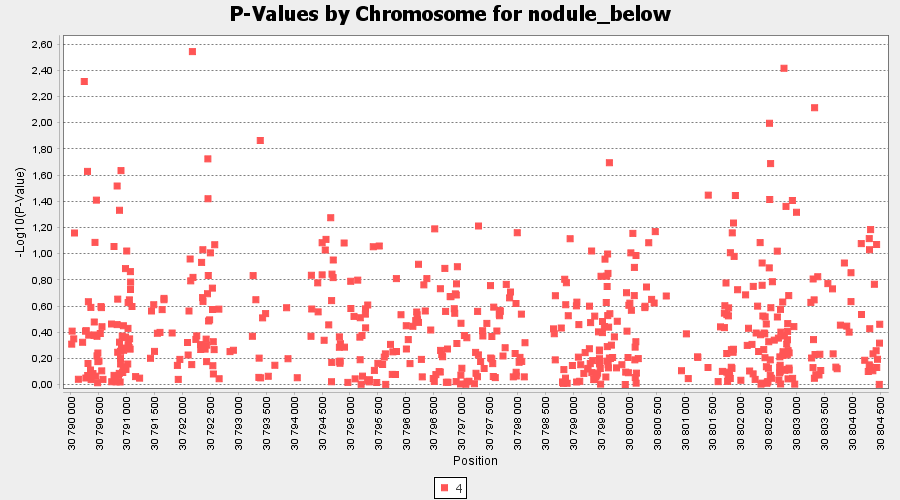 P-Values by Chromosome for nodule_below
2,60
2,40
2,20
2,00
1,80
1,60
1,40
1,20
1,00
0,80
0,60
0,40
0,20
0,00
-Log10(P-Value)
30 790 000
30 790 500
30 791 000
30 791 500
30 792 000
30 792 500
30 793 000
30 793 500
30 794 000
30 794 500
30 795 000
30 795 500
30 796 000
30 796 500
30 797 000
30 797 500
30 798 000
30 798 500
30 799 000
30 799 500
30 800 000
30 800 500
30 801 000
30 801 500
30 802 000
30 802 500
30 803 000
30 803 500
30 804 000
30 804 500
Position
4